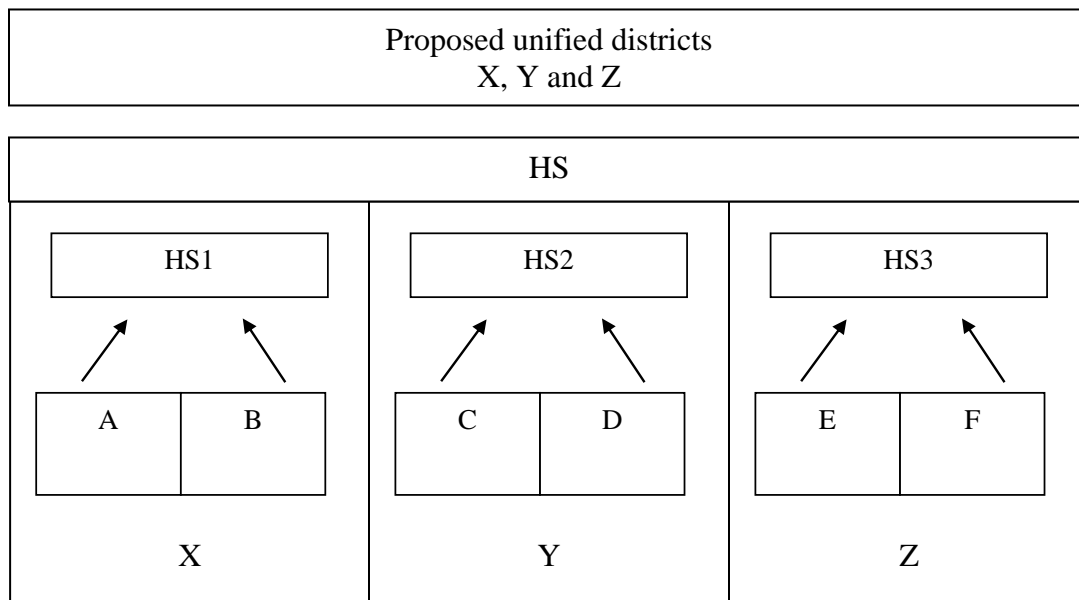 Proposed unified districts
X, Y and Z
HS
HS1 HS2 HS3
A B C D E F
X Y Z